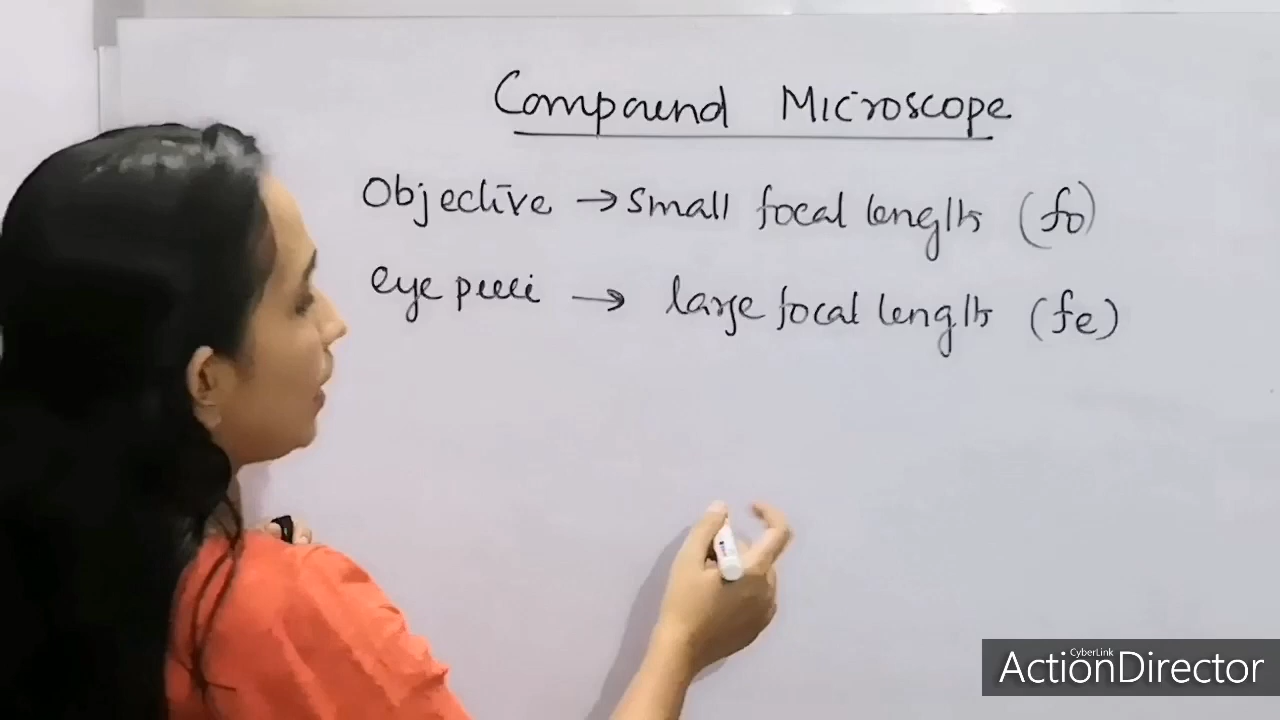 Compound Microscope
Objective → small focal length (fo)
eye piece → large focal length (fe)
CyberLink
ActionDirector